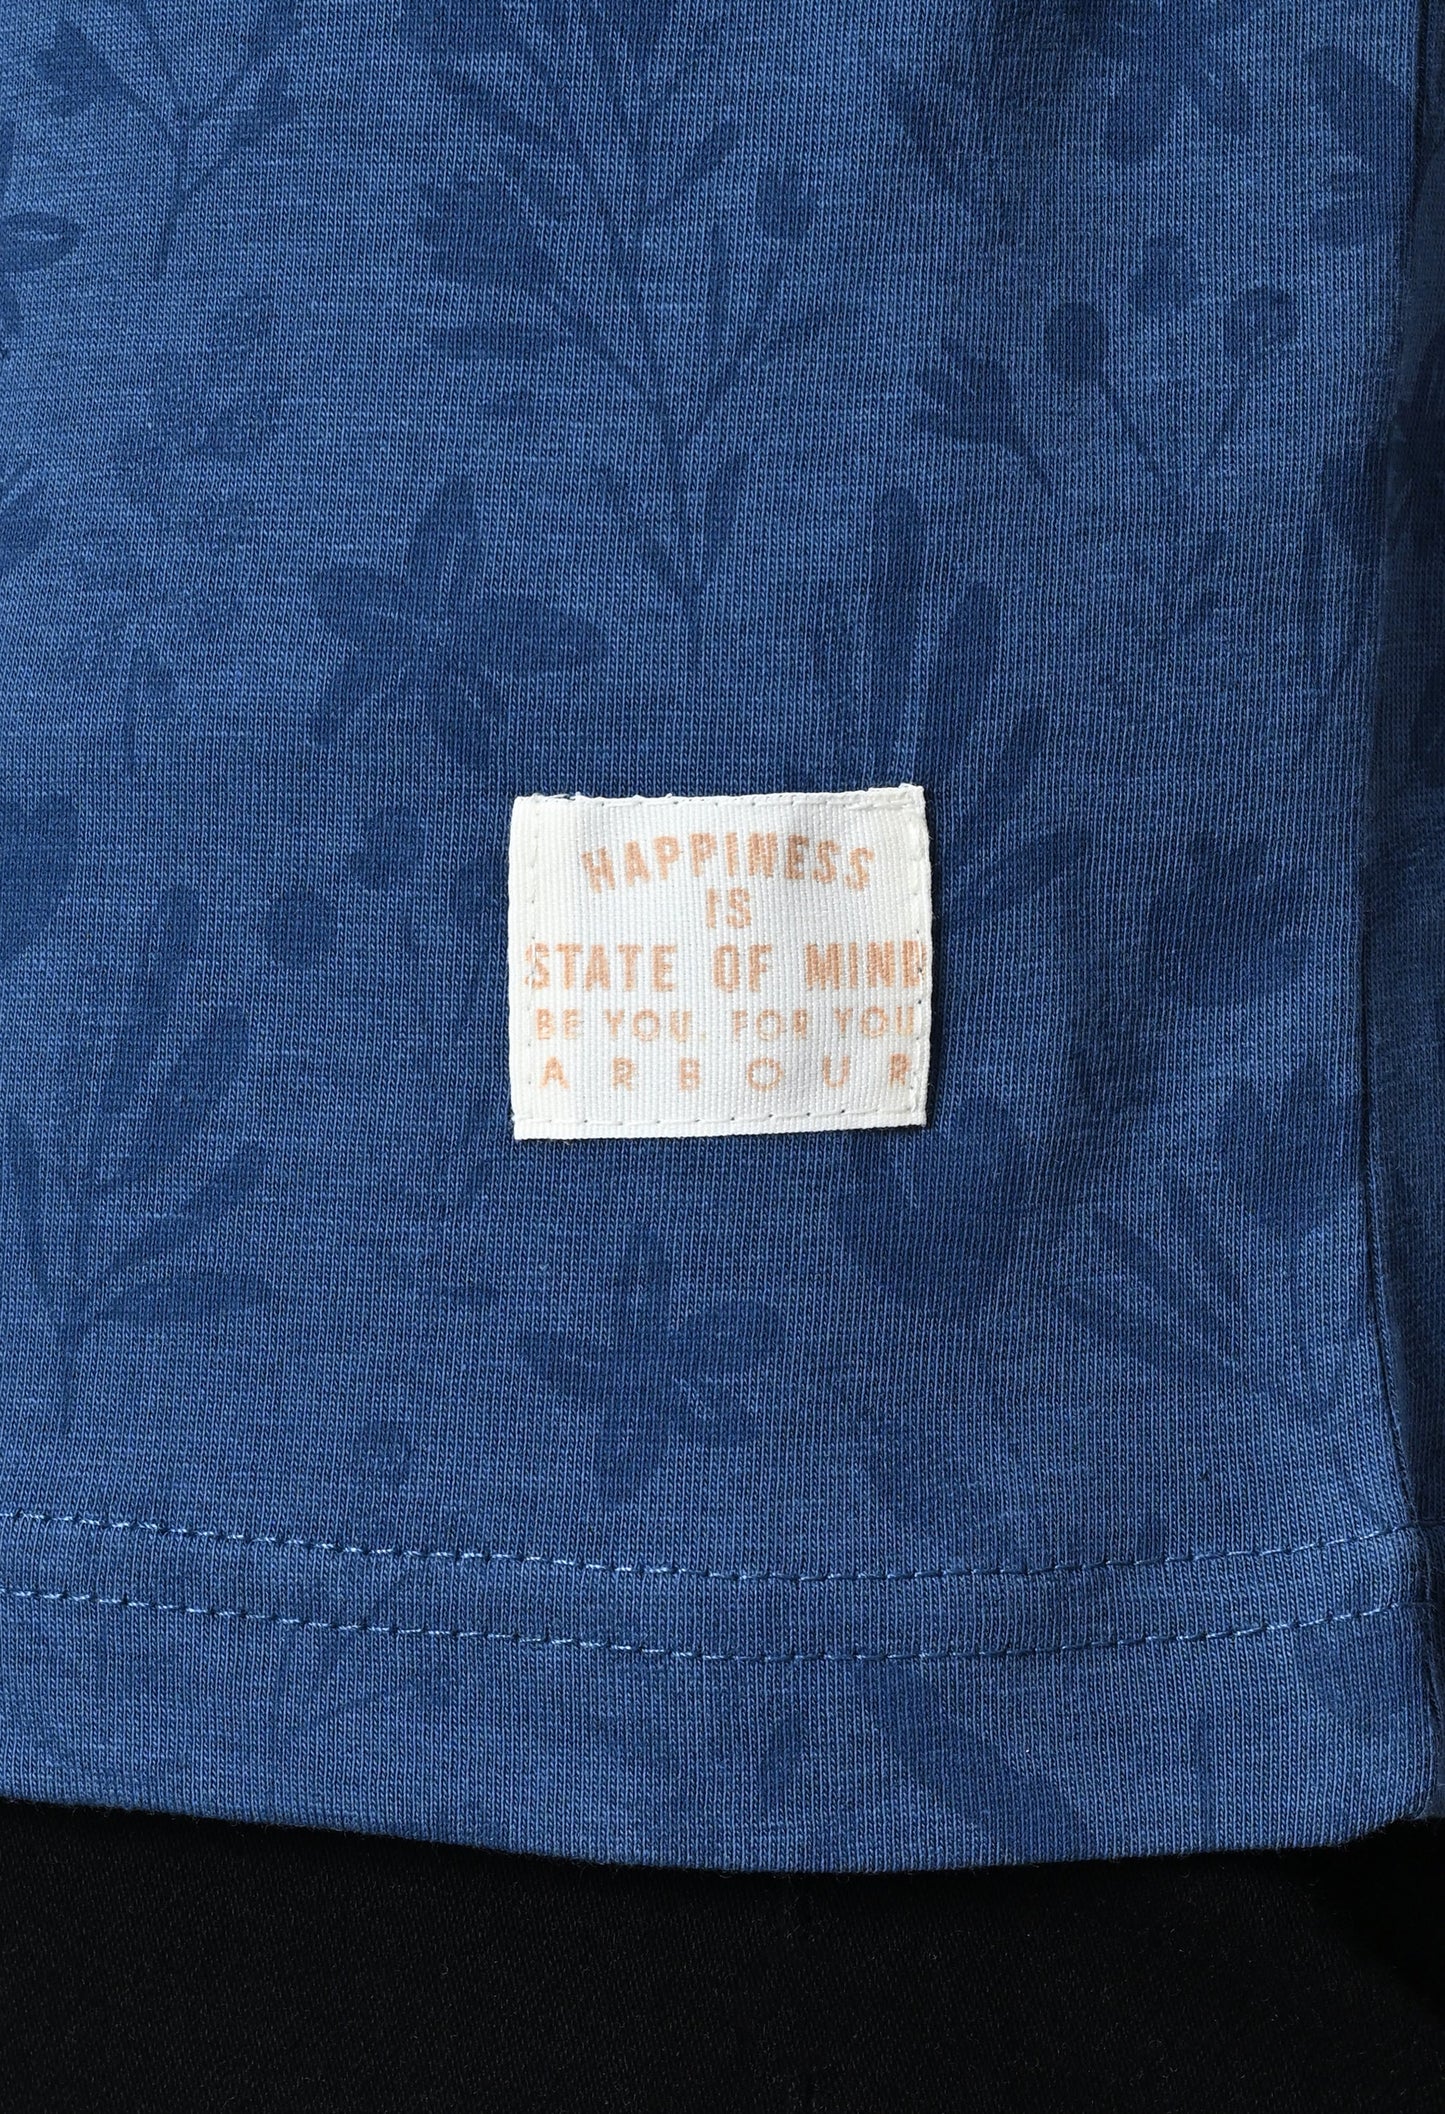 HAPPINESS
IS
STATE OF MIND
BE YOU. FOR YOU
ARBOUR